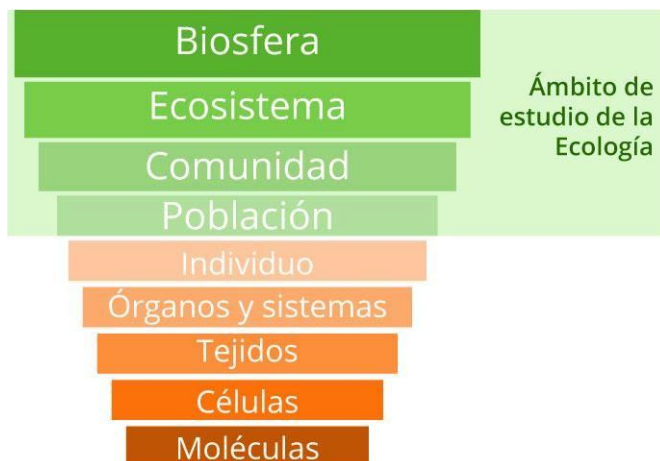 Biosfera
Ecosistema
Comunidad
Población
Individuo
Órganos y sistemas
Tejidos
Células
Moléculas
Ámbito de
estudio de la
Ecología